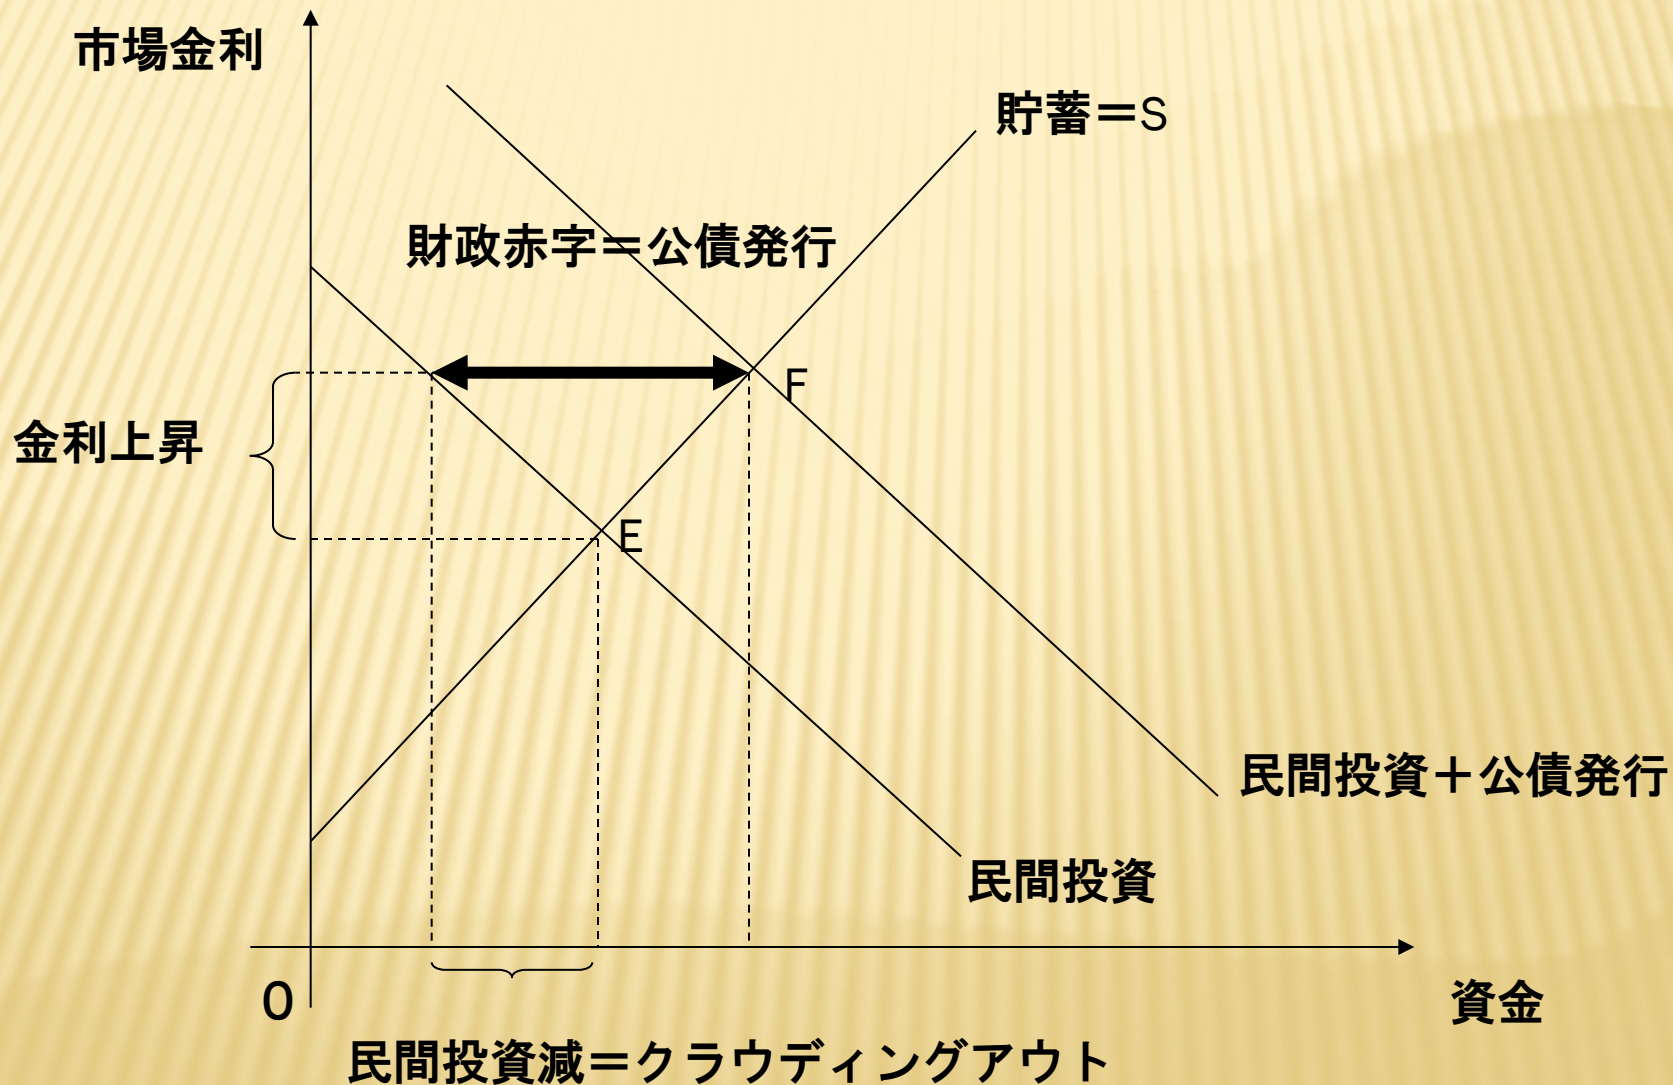 市場金利
貯蓄＝S
財政赤字＝公債発行
F
金利上昇
E
民間投資＋公債発行
民間投資
O
資金
民間投資減＝クラウディングアウト